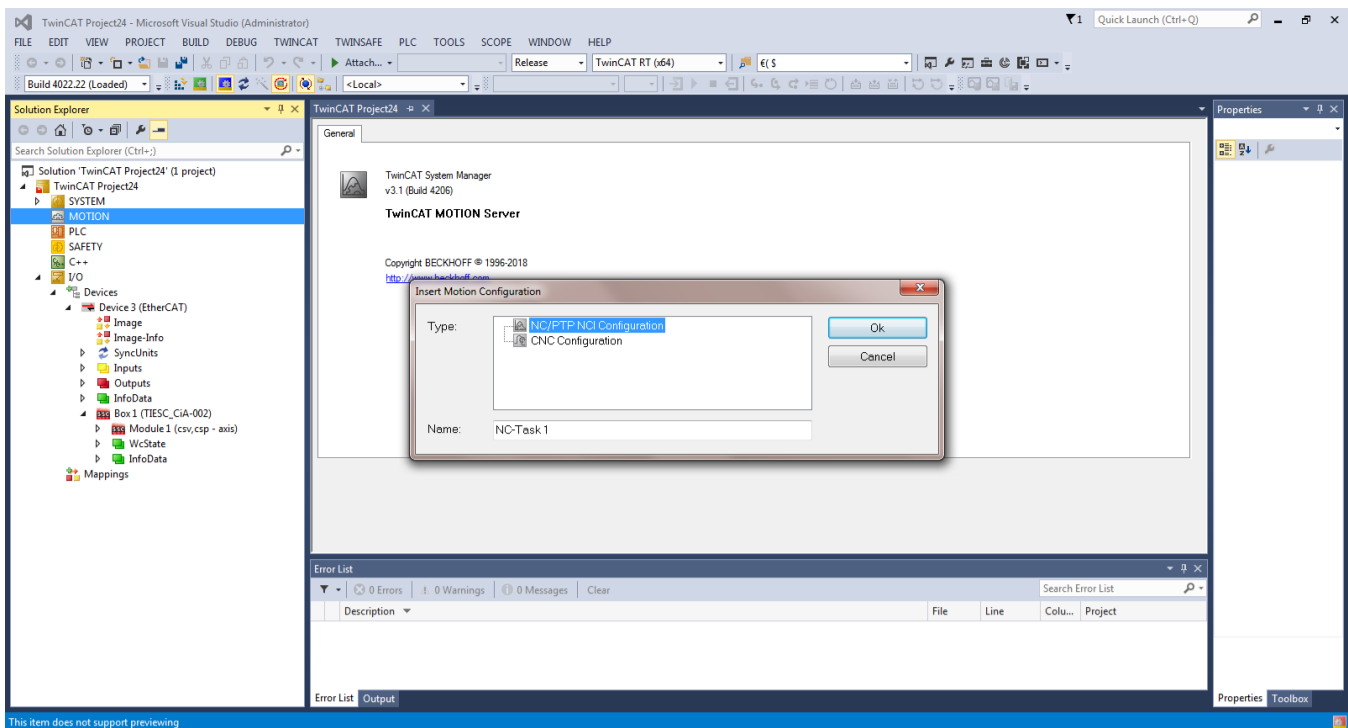 TwinCAT Project24 - Microsoft Visual Studio (Administrator)
1
Quick Launch (Ctrl+Q)
FILE EDIT VIEW PROJECT BUILD DEBUG TWINCAT TWINSAFE PLC TOOLS SCOPE WINDOW HELP
Attach... Release TwinCAT RT (x64) €($
Build 4022.22 (Loaded) <Local>
Solution Explorer
Search Solution Explorer (Ctrl+;)
Solution 'TwinCAT Project24' (1 project)
TwinCAT Project24
SYSTEM
MOTION
PLC
SAFETY
C++
I/O
Devices
Device 3 (EtherCAT)
Image
Image-Info
SyncUnits
Inputs
Outputs
InfoData
Box 1 (TIESC_CiA-002)
Module 1 (csv,csp - axis)
WcState
InfoData
Mappings
TwinCAT Project24
General
TwinCAT System Manager
v3.1 (Build 4206)
TwinCAT MOTION Server
Copyright BECKHOFF © 1996-2018
http://www.beckhoff.com
Insert Motion Configuration
Type:
NC/PTP NCI Configuration
CNC Configuration
Ok
Cancel
Name: NC-Task 1
Error List
0 Errors 0 Warnings 0 Messages Clear
Search Error List
Description File Line Colu... Project
Error List Output
Properties
Properties Toolbox
This item does not support previewing